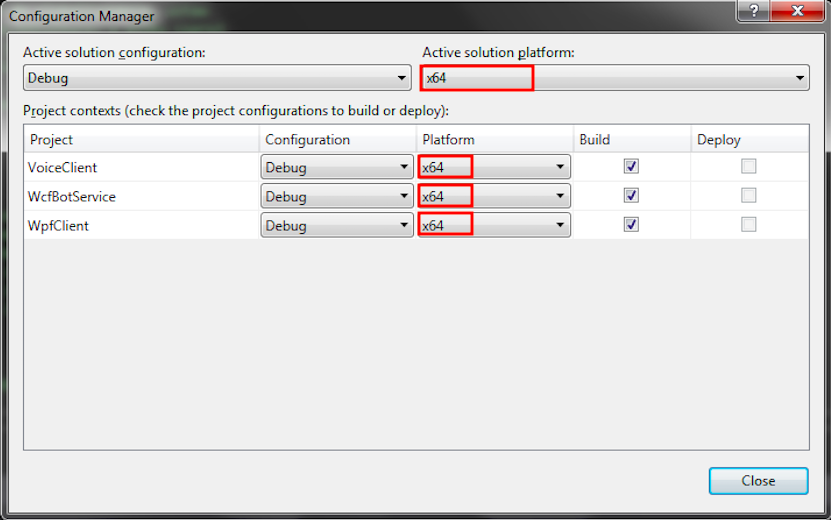 Configuration Manager
?
Active solution configuration:
Active solution platform:
Debug
x64
Project contexts (check the project configurations to build or deploy):
Project Configuration Platform Build Deploy
VoiceClient Debug x64
WcfBotService Debug x64
WpfClient Debug x64
Close